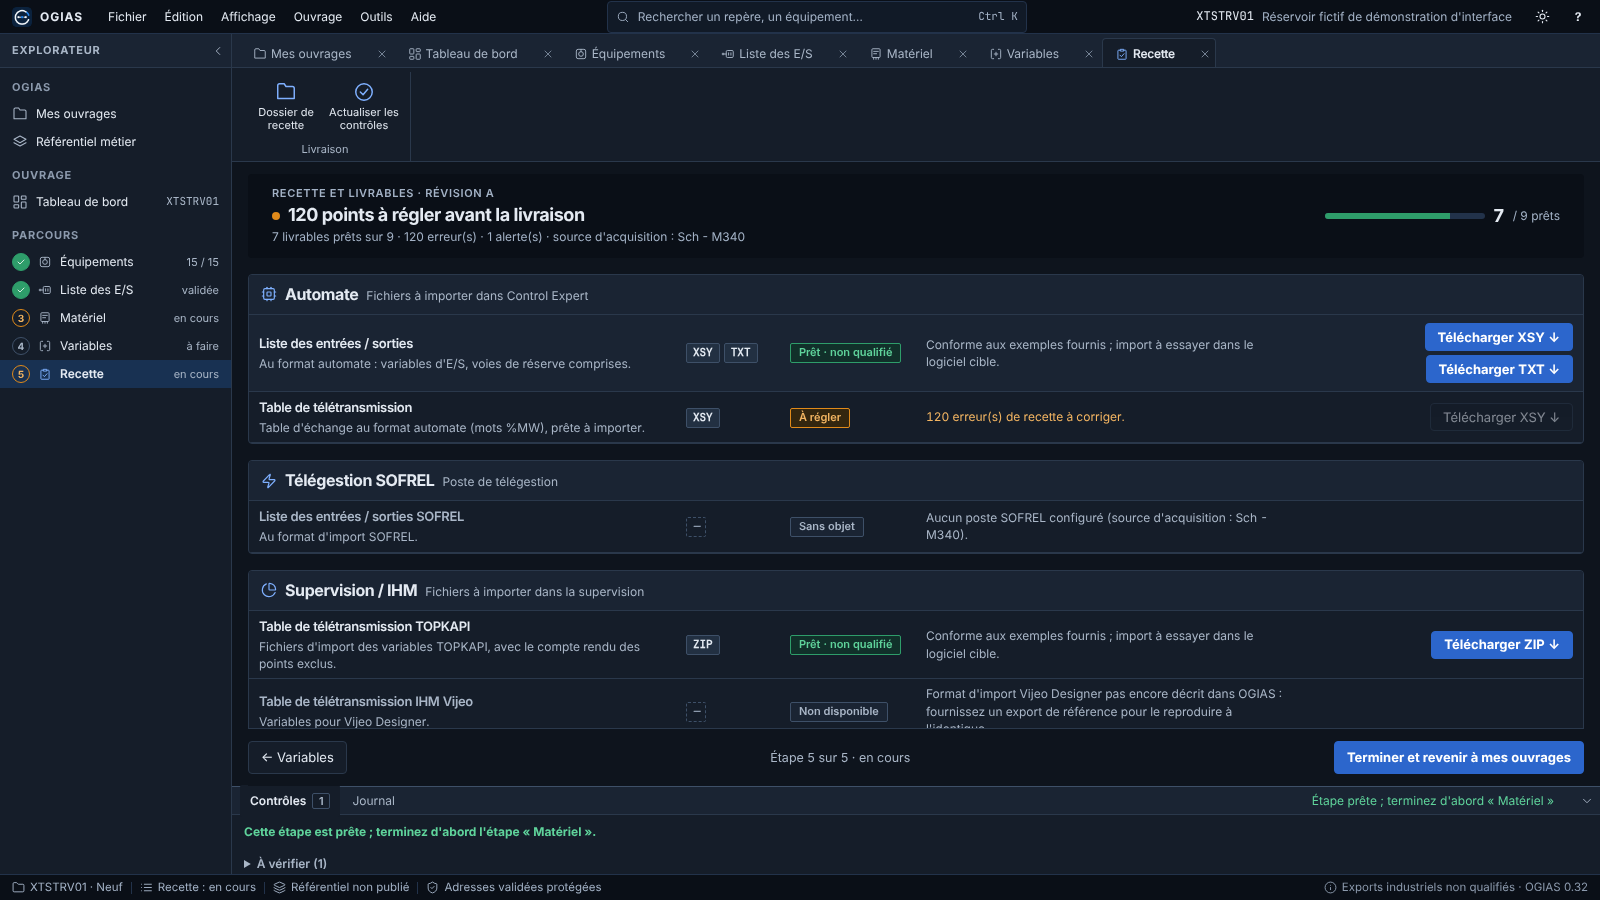 OGIAS
Fichier Édition Affichage Ouvrage Outils Aide
Rechercher un repère, un équipement... Ctrl K
XTSTRV01 Réservoir fictif de démonstration d'interface ?
EXPLORATEUR
Mes ouvrages Tableau de bord Équipements Liste des E/S Matériel Variables Recette
OGIAS
Mes ouvrages
Référentiel métier
OUVRAGE
Tableau de bord XTSTRV01
PARCOURS
Équipements 15 / 15
Liste des E/S validée
3 Matériel en cours
4 Variables à faire
5 Recette en cours
Dossier de recette
Actualiser les contrôles
Livraison
RECETTE ET LIVRABLES · RÉVISION A
120 points à régler avant la livraison
7 livrables prêts sur 9 · 120 erreur(s) · 1 alerte(s) · source d'acquisition : Sch - M340
7 / 9 prêts
Automate Fichiers à importer dans Control Expert
Liste des entrées / sorties
Au format automate : variables d'E/S, voies de réserve comprises.
XSY TXT
Prêt · non qualifié
Conforme aux exemples fournis ; import à essayer dans le
logiciel cible.
Télécharger XSY ↓
Télécharger TXT ↓
Table de télétransmission
Table d'échange au format automate (mots %MW), prête à importer.
XSY
À régler
120 erreur(s) de recette à corriger.
Télécharger XSY ↓
Télégestion SOFREL Poste de télégestion
Liste des entrées / sorties SOFREL
Au format d'import SOFREL.
—
Sans objet
Aucun poste SOFREL configuré (source d'acquisition : Sch -
M340).
Supervision / IHM Fichiers à importer dans la supervision
Table de télétransmission TOPKAPI
Fichiers d'import des variables TOPKAPI, avec le compte rendu des
points exclus.
ZIP
Prêt · non qualifié
Conforme aux exemples fournis ; import à essayer dans le
logiciel cible.
Télécharger ZIP ↓
Table de télétransmission IHM Vijeo
Variables pour Vijeo Designer.
—
Non disponible
Format d'import Vijeo Designer pas encore décrit dans OGIAS :
fournissez un export de référence pour le reproduire à
l'identique.
← Variables
Étape 5 sur 5 · en cours
Terminer et revenir à mes ouvrages
Contrôles 1 Journal
Étape prête ; terminez d'abord « Matériel »
Cette étape est prête ; terminez d'abord l'étape « Matériel ».
À vérifier (1)
XTSTRV01 · Neuf Recette : en cours Référentiel non publié Adresses validées protégées
Exports industriels non qualifiés · OGIAS 0.32